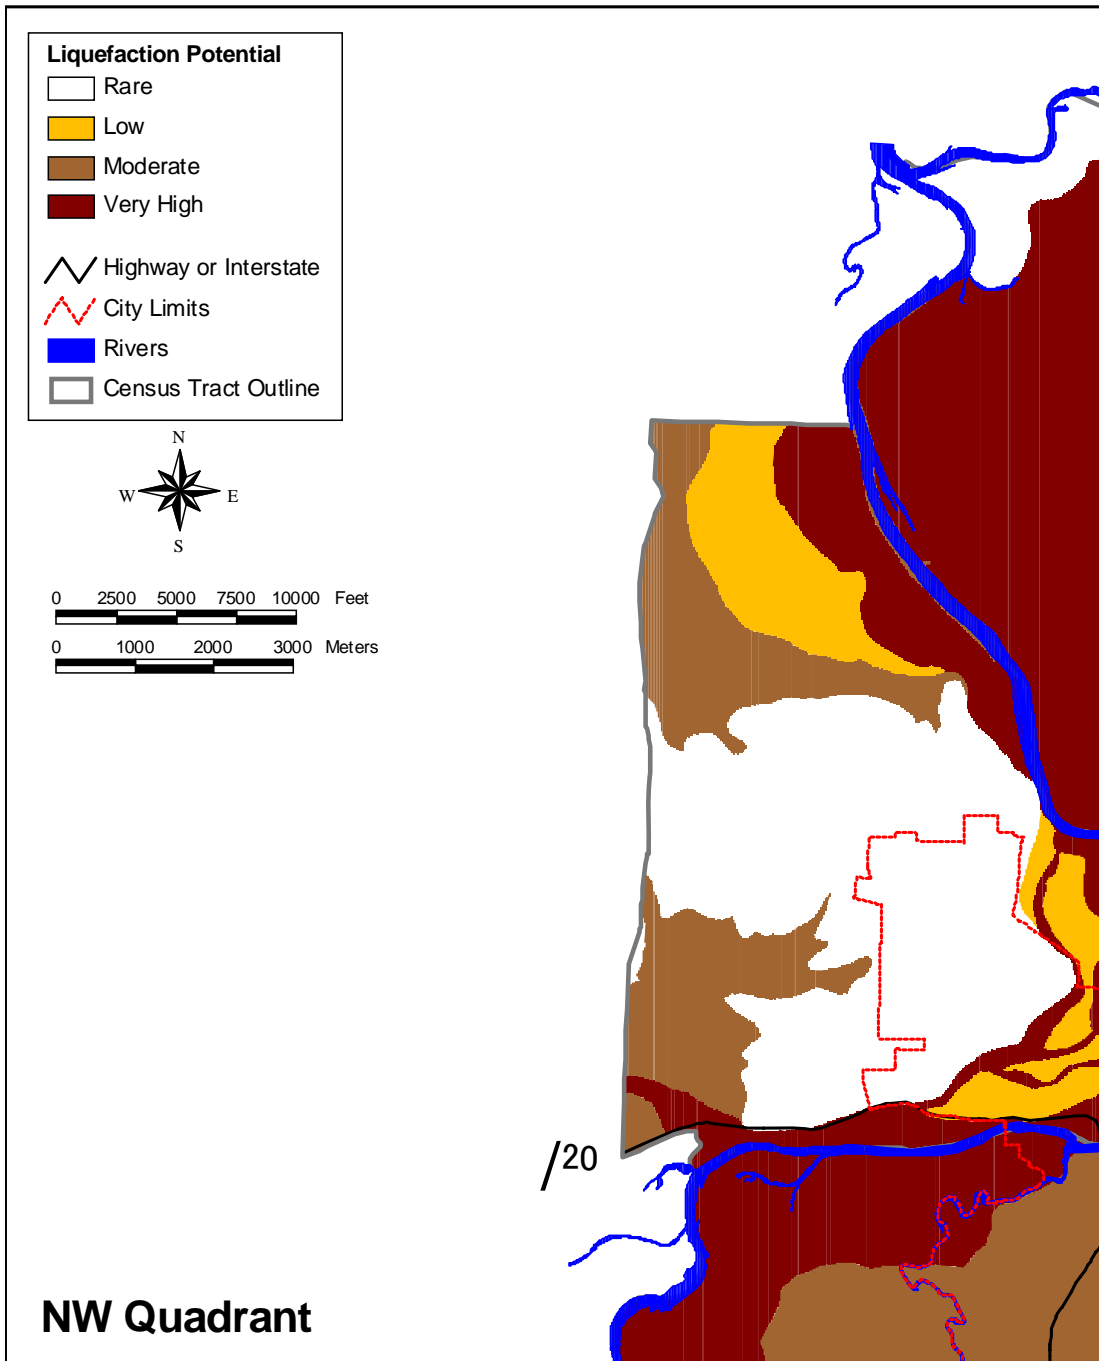 Liquefaction Potential
Rare
Low
Moderate
Very High
Highway or Interstate
City Limits
Rivers
Census Tract Outline
N
W E
S
0 2500 5000 7500 10000 Feet
0 1000 2000 3000 Meters
/20
NW Quadrant